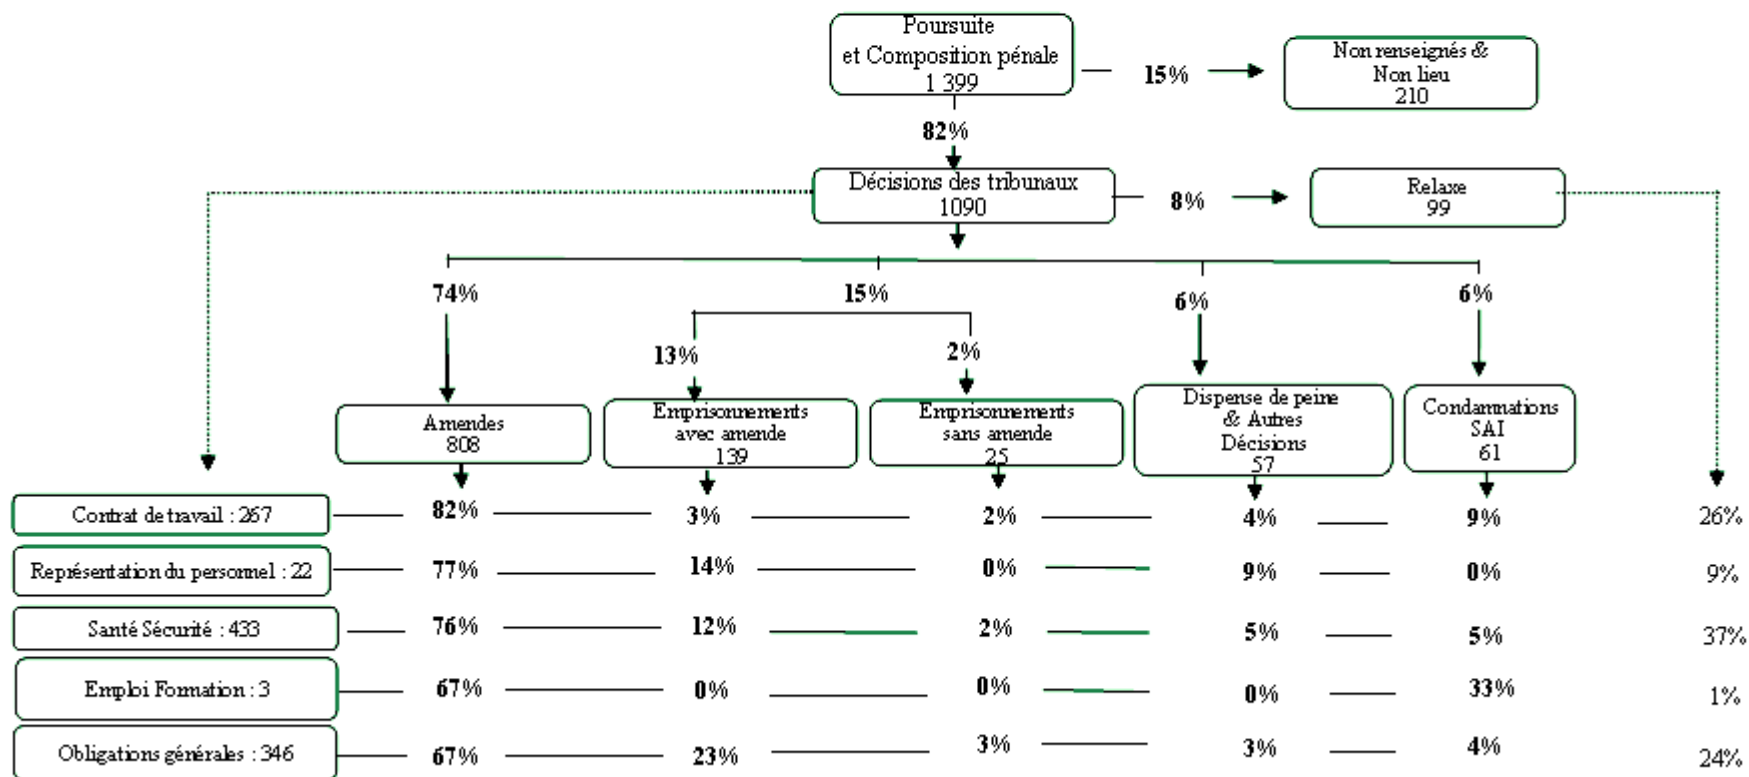 Poursuite
et Composition pénale
1 399
15%
Non renseignés &
Non lieu
210
82%
Décisions des tribunaux
1090
8%
Relaxe
99
74%
15%
6%
6%
13%
2%
Amendes
808
Emprisonnements
avec amende
139
Emprisonnements
sans amende
25
Dispense de peine
& Autres
Décisions
57
Condamnations
SAI
61
Contrat de travail : 267
82%
3%
2%
4%
9%
26%
Représentation du personnel : 22
77%
14%
0%
9%
0%
9%
Santé Sécurité : 433
76%
12%
2%
5%
5%
37%
Emploi Formation : 3
67%
0%
0%
0%
33%
1%
Obligations générales : 346
67%
23%
3%
3%
4%
24%